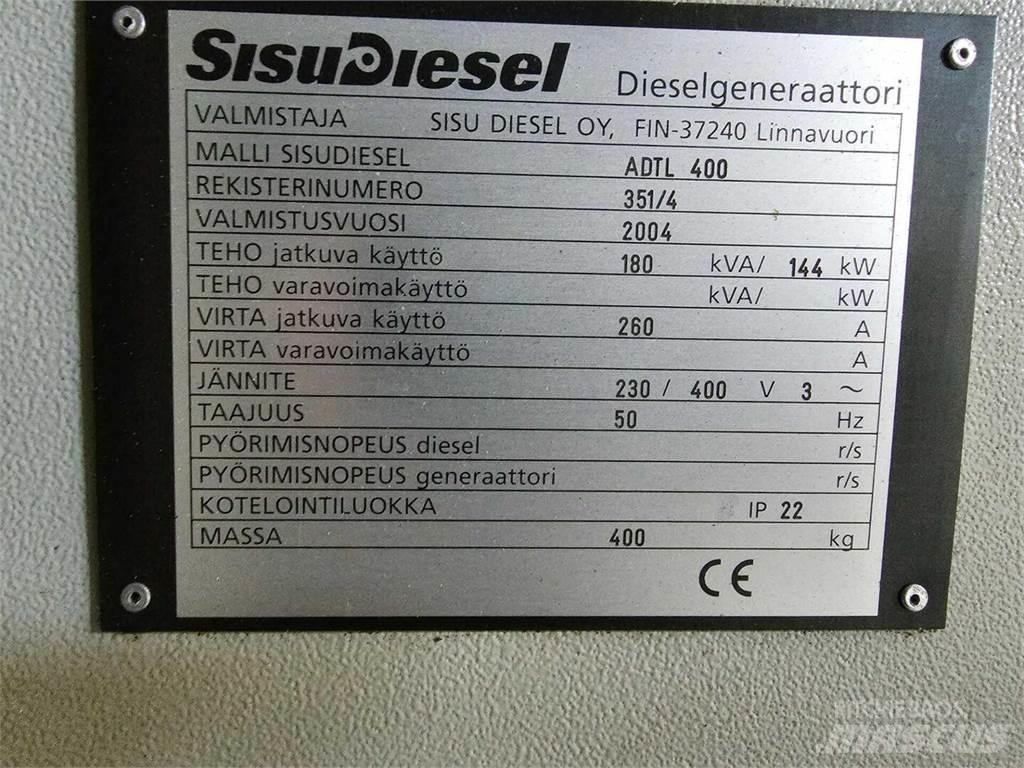 SISUDIESEL Dieselgeneraattori
VALMISTAJA SISU DIESEL OY, FIN-37240 Linnavuori
MALLI SISUDIESEL ADTL 400
REKISTERINUMERO 351/4
VALMISTUSVUOSI 2004
TEHO jatkuva käyttö 180 kVA/ 144 kW
TEHO varavoimakäyttö kVA/ kW
VIRTA jatkuva käyttö 260 A
VIRTA varavoimakäyttö A
JÄNNITE 230 / 400 V 3 ~
TAAJUUS 50 Hz
PYÖRIMISNOPEUS diesel r/s
PYÖRIMISNOPEUS generaattori r/s
KOTELOINTILUOKKA IP 22
MASSA 400 kg
CE
MASCUS